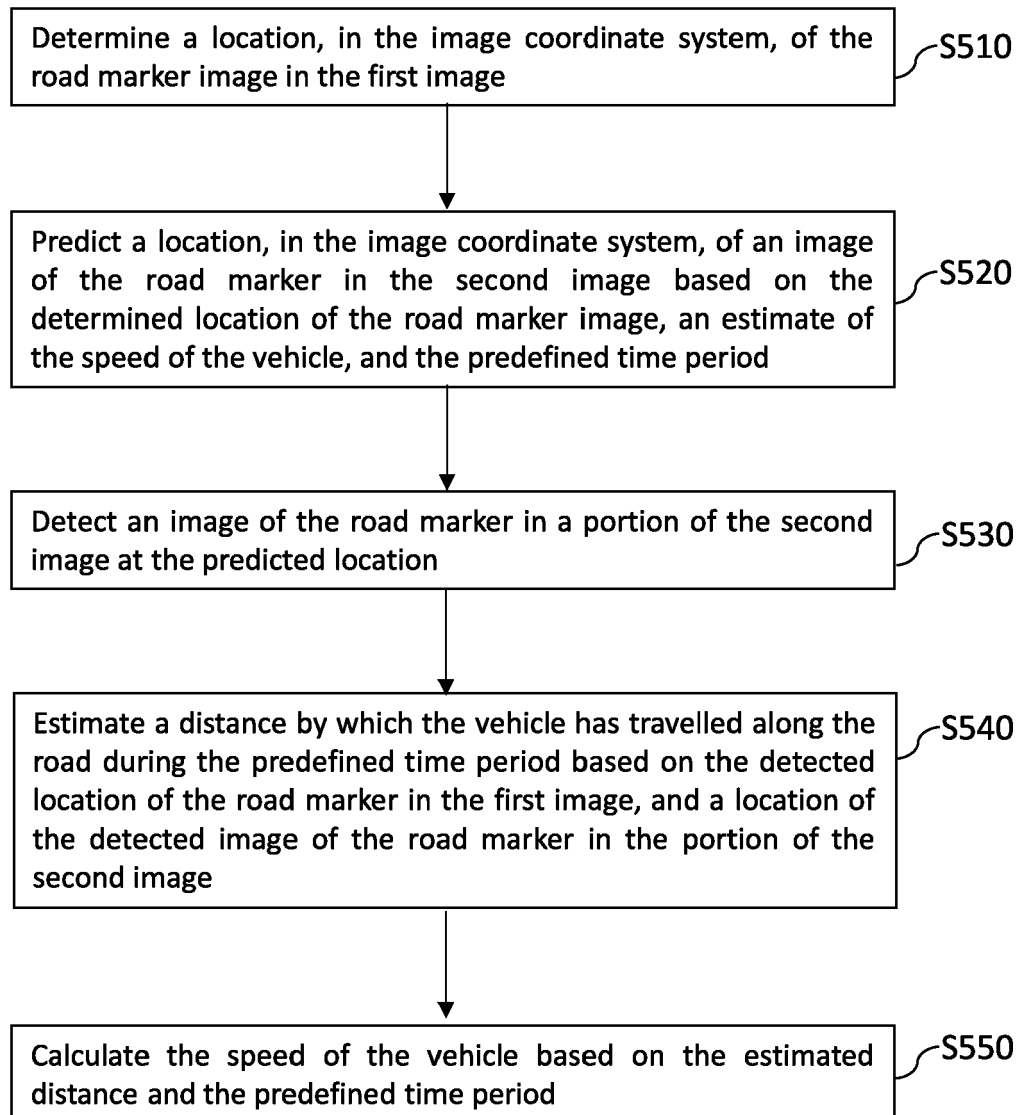 Determine a location, in the image coordinate system, of the
road marker image in the first image
S510
Predict a location, in the image coordinate system, of an image
of the road marker in the second image based on the
determined location of the road marker image, an estimate of
the speed of the vehicle, and the predefined time period
S520
Detect an image of the road marker in a portion of the second
image at the predicted location
S530
Estimate a distance by which the vehicle has travelled along the
road during the predefined time period based on the detected
location of the road marker in the first image, and a location of
the detected image of the road marker in the portion of the
second image
S540
Calculate the speed of the vehicle based on the estimated
distance and the predefined time period
S550